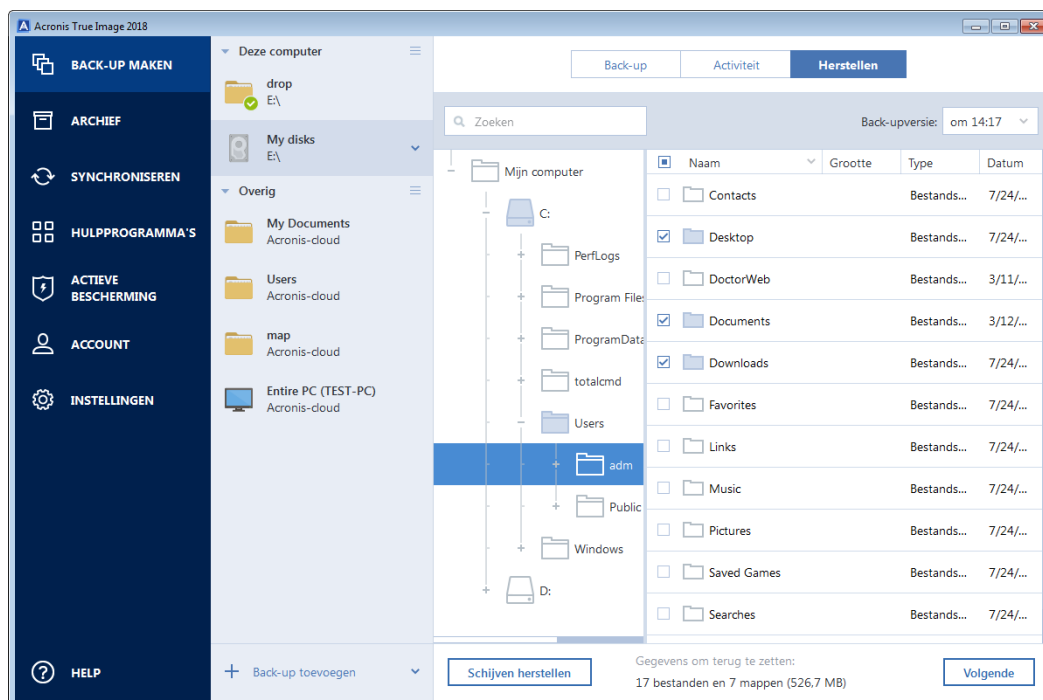 Acronis True Image 2018
BACK-UP MAKEN
ARCHIEF
SYNCHRONISEREN
HULPPROGRAMMA'S
ACTIEVE
BESCHERMING
ACCOUNT
INSTELLINGEN
HELP
Deze computer
drop
E:\
My disks
E:\
Overig
My Documents
Acronis-cloud
Users
Acronis-cloud
map
Acronis-cloud
Entire PC (TEST-PC)
Acronis-cloud
Back-up toevoegen
Back-up
Activiteit
Herstellen
Zoeken
Back-upversie: om 14:17
Mijn computer
C:
PerfLogs
Program Files
ProgramData
totalcmd
Users
adm
Public
Windows
D:
Naam Grootte Type Datum
Contacts Bestands... 7/24/...
Desktop Bestands... 7/24/...
DoctorWeb Bestands... 3/11/...
Documents Bestands... 3/12/...
Downloads Bestands... 7/24/...
Favorites Bestands... 7/24/...
Links Bestands... 7/24/...
Music Bestands... 7/24/...
Pictures Bestands... 7/24/...
Saved Games Bestands... 7/24/...
Searches Bestands... 7/24/...
Schijven herstellen
Gegevens om terug te zetten:
17 bestanden en 7 mappen (526,7 MB)
Volgende